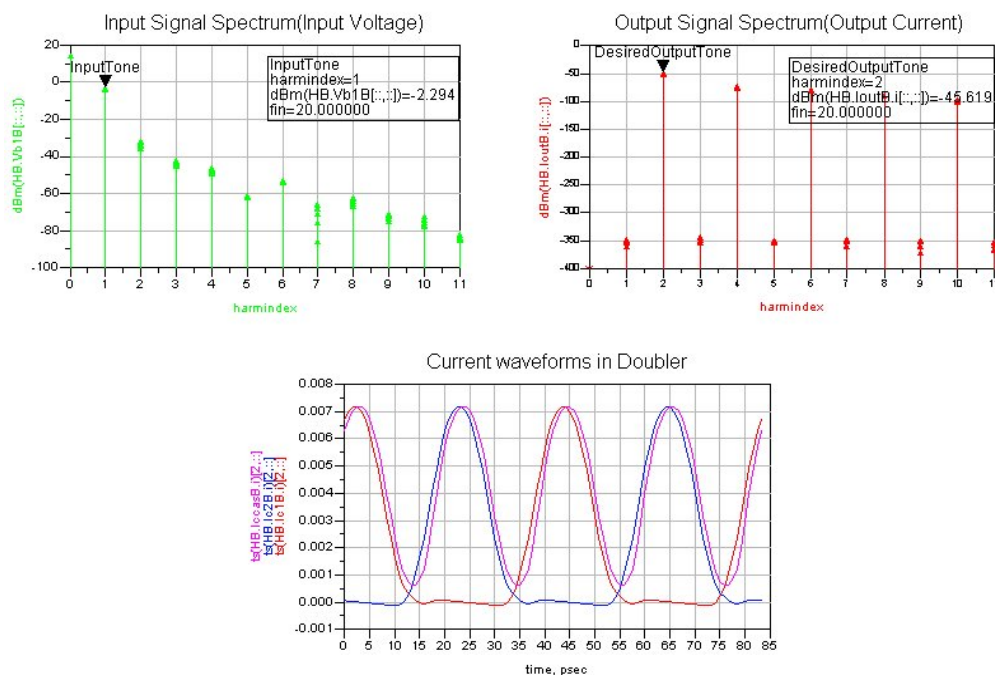 Input Signal Spectrum(Input Voltage)
20
0
-20
-40
-60
-80
-100
dBm(HB.Vb1B[::,::])
InputTone
InputTone
harmindex=1
dBm(HB.Vb1B[::,::])=-2.294
fin=20.000000
0 1 2 3 4 5 6 7 8 9 10 11
harmindex
Output Signal Spectrum(Output Current)
0
-50
-100
-150
-200
-250
-300
-350
-400
dBm(HB.IoutB.i[::,::])
DesiredOutputTone
DesiredOutputTone
harmindex=2
dBm(HB.IoutB.i[::,::])=-45.619
fin=20.000000
0 1 2 3 4 5 6 7 8 9 10
harmindex
Current waveforms in Doubler
0.008
0.007
0.006
0.005
0.004
0.003
0.002
0.001
0.000
-0.001
ts(HB.IccasB.i)[2,::]
ts(HB.Ic2B.i)[2,::]
ts(HB.Ic1B.i)[2,::]
0 5 10 15 20 25 30 35 40 45 50 55 60 65 70 75 80 85
time, psec